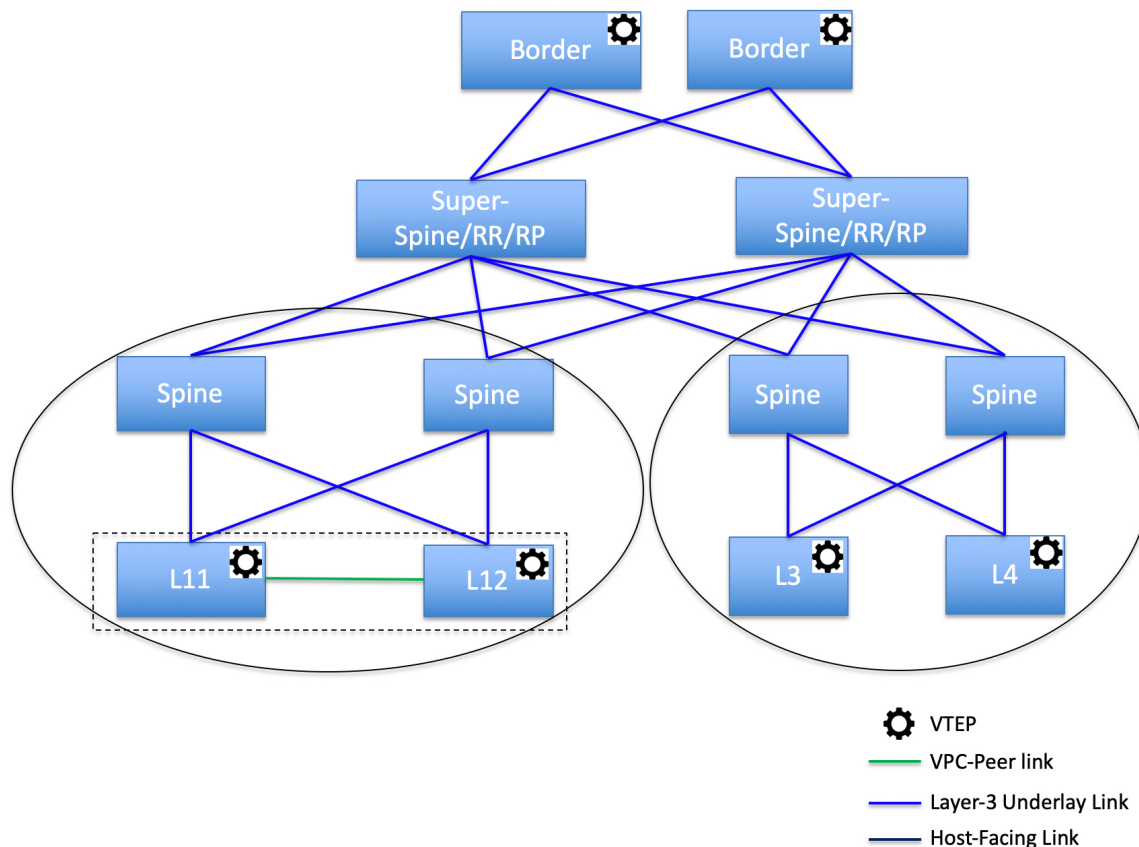 Border
Border
Super-
Spine/RR/RP
Super-
Spine/RR/RP
Spine
Spine
Spine
Spine
L11
L12
L3
L4
VTEP
VPC-Peer link
Layer-3 Underlay Link
Host-Facing Link